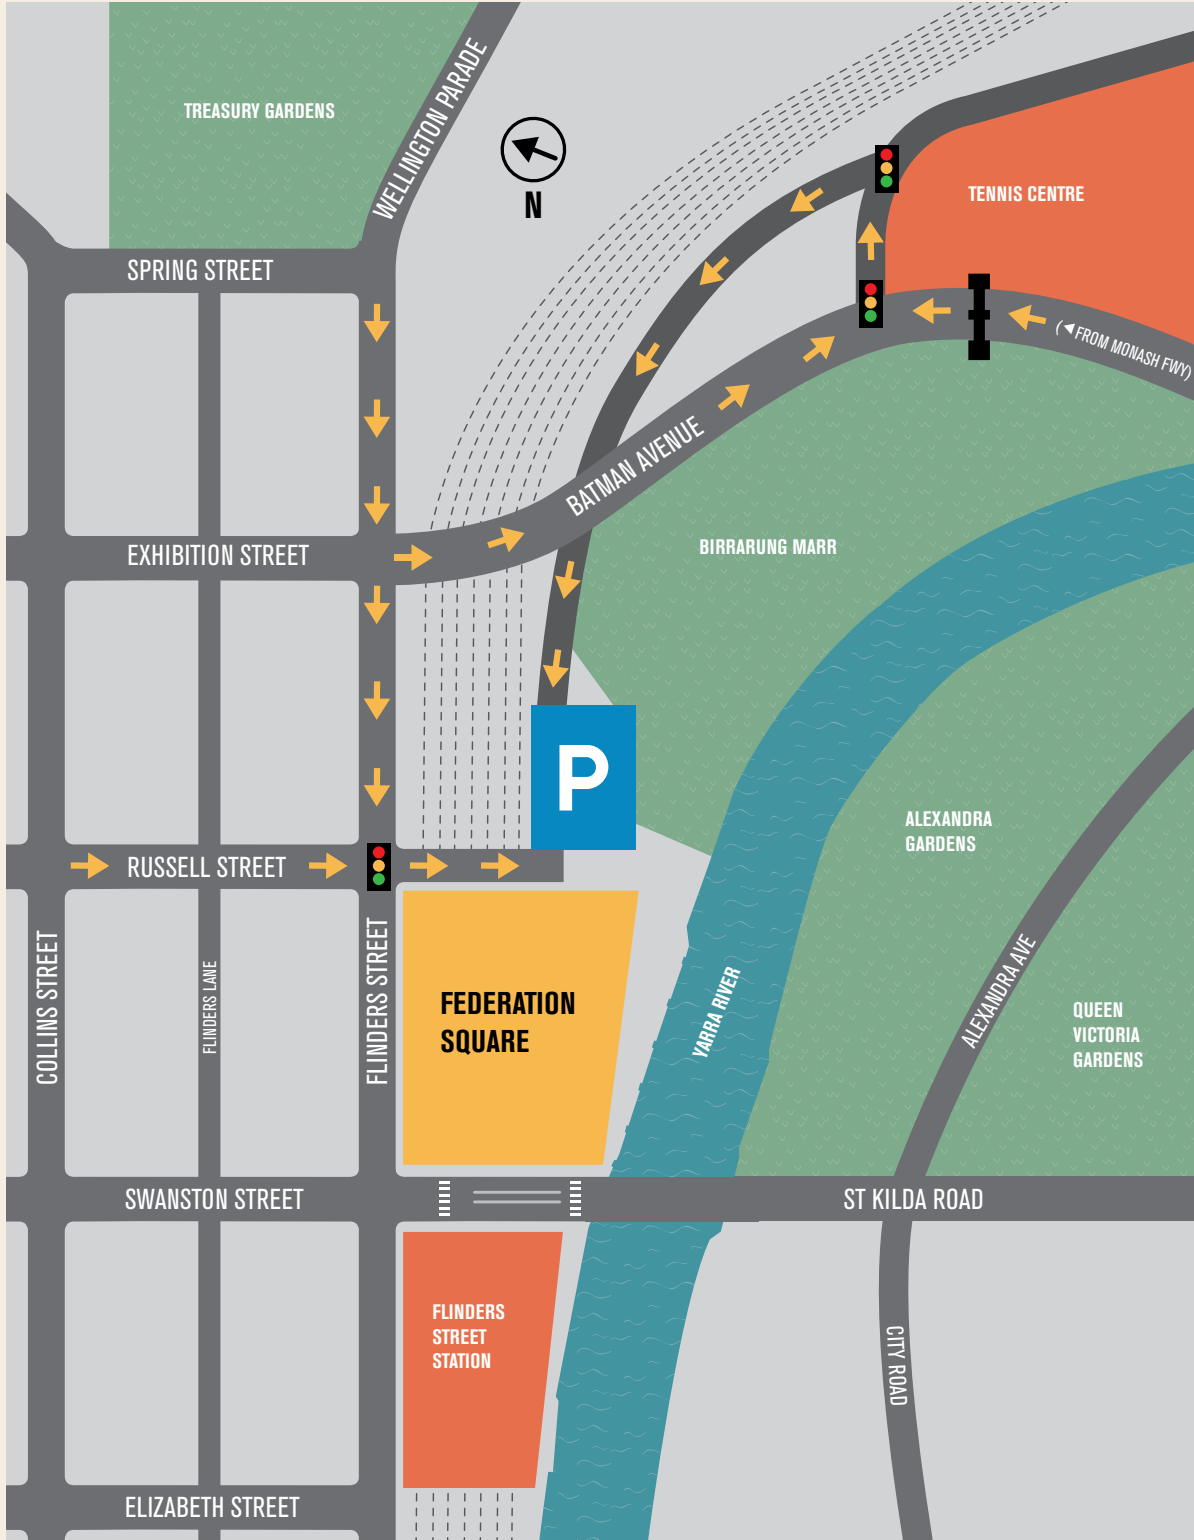 TREASURY GARDENS
WELLINGTON PARADE
N
TENNIS CENTRE
SPRING STREET
(◀FROM MONASH FWY)
BATMAN AVENUE
EXHIBITION STREET
BIRRARUNG MARR
P
ALEXANDRA
GARDENS
RUSSELL STREET
COLLINS STREET
FLINDERS LANE
FLINDERS STREET
FEDERATION
SQUARE
YARRA RIVER
ALEXANDRA AVE
QUEEN
VICTORIA
GARDENS
SWANSTON STREET
ST KILDA ROAD
FLINDERS
STREET
STATION
CITY ROAD
ELIZABETH STREET